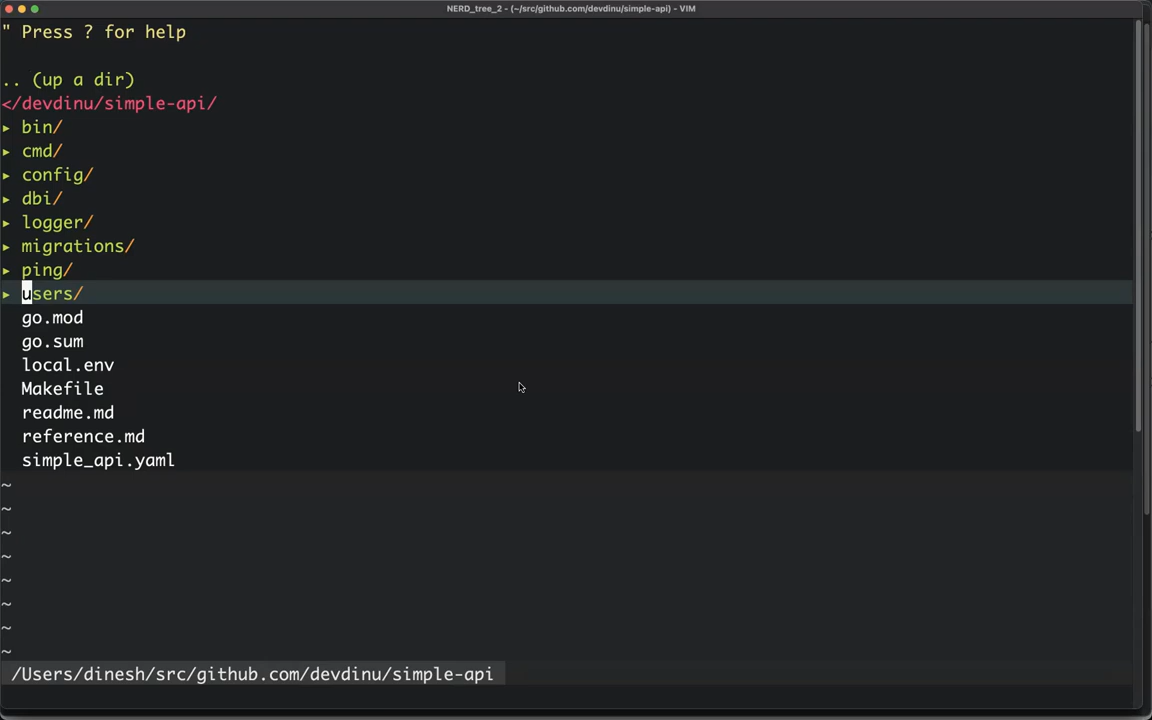 NERD_tree_2 - (~/src/github.com/devdinu/simple-api) - VIM
" Press ? for help
.. (up a dir)
</devdinu/simple-api/
▸ bin/
▸ cmd/
▸ config/
▸ dbi/
▸ logger/
▸ migrations/
▸ ping/
▸ users/
go.mod
go.sum
local.env
Makefile
readme.md
reference.md
simple_api.yaml
~
~
~
~
~
~
~
~
/Users/dinesh/src/github.com/devdinu/simple-api